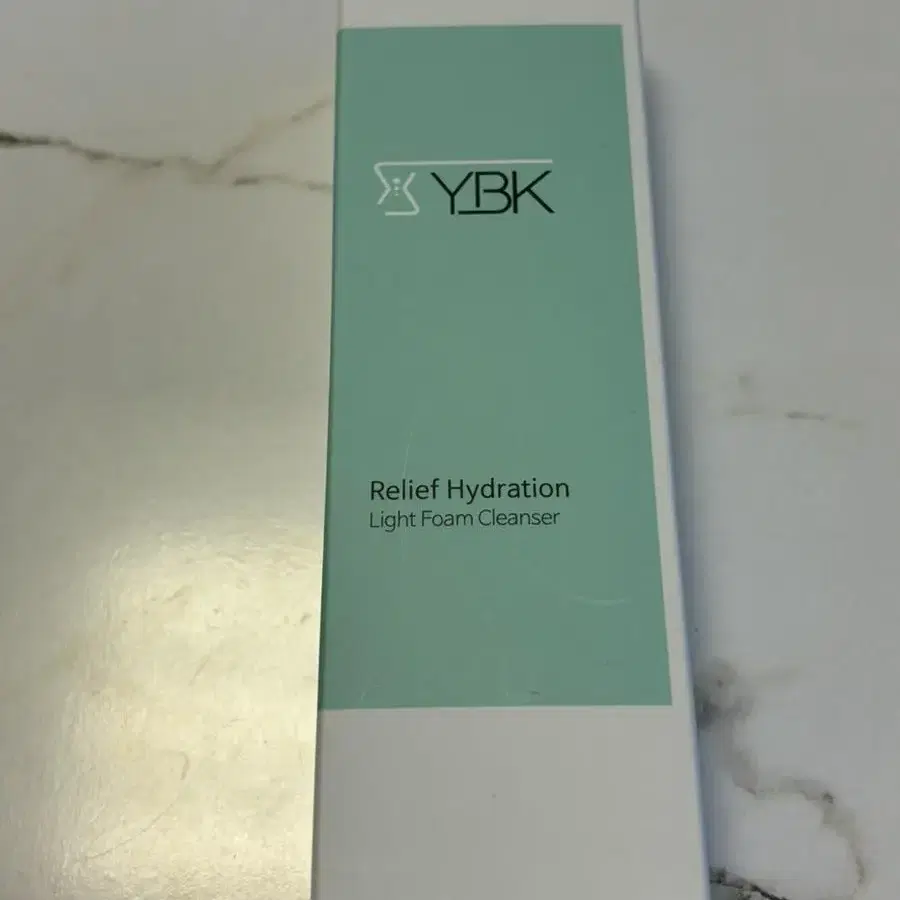 YBK
Relief Hydration
Light Foam Cleanser